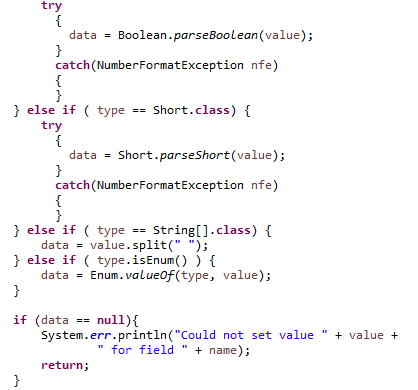 try
{
data = Boolean.parseBoolean(value);
}
catch(NumberFormatException nfe)
{
}
} else if ( type == Short.class) {
try
{
data = Short.parseShort(value);
}
catch(NumberFormatException nfe)
{
}
} else if ( type == String[].class) {
data = value.split(" ");
} else if ( type.isEnum() ) {
data = Enum.valueOf(type, value);
}
if (data == null){
System.err.println("Could not set value " + value +
" for field " + name);
return;
}